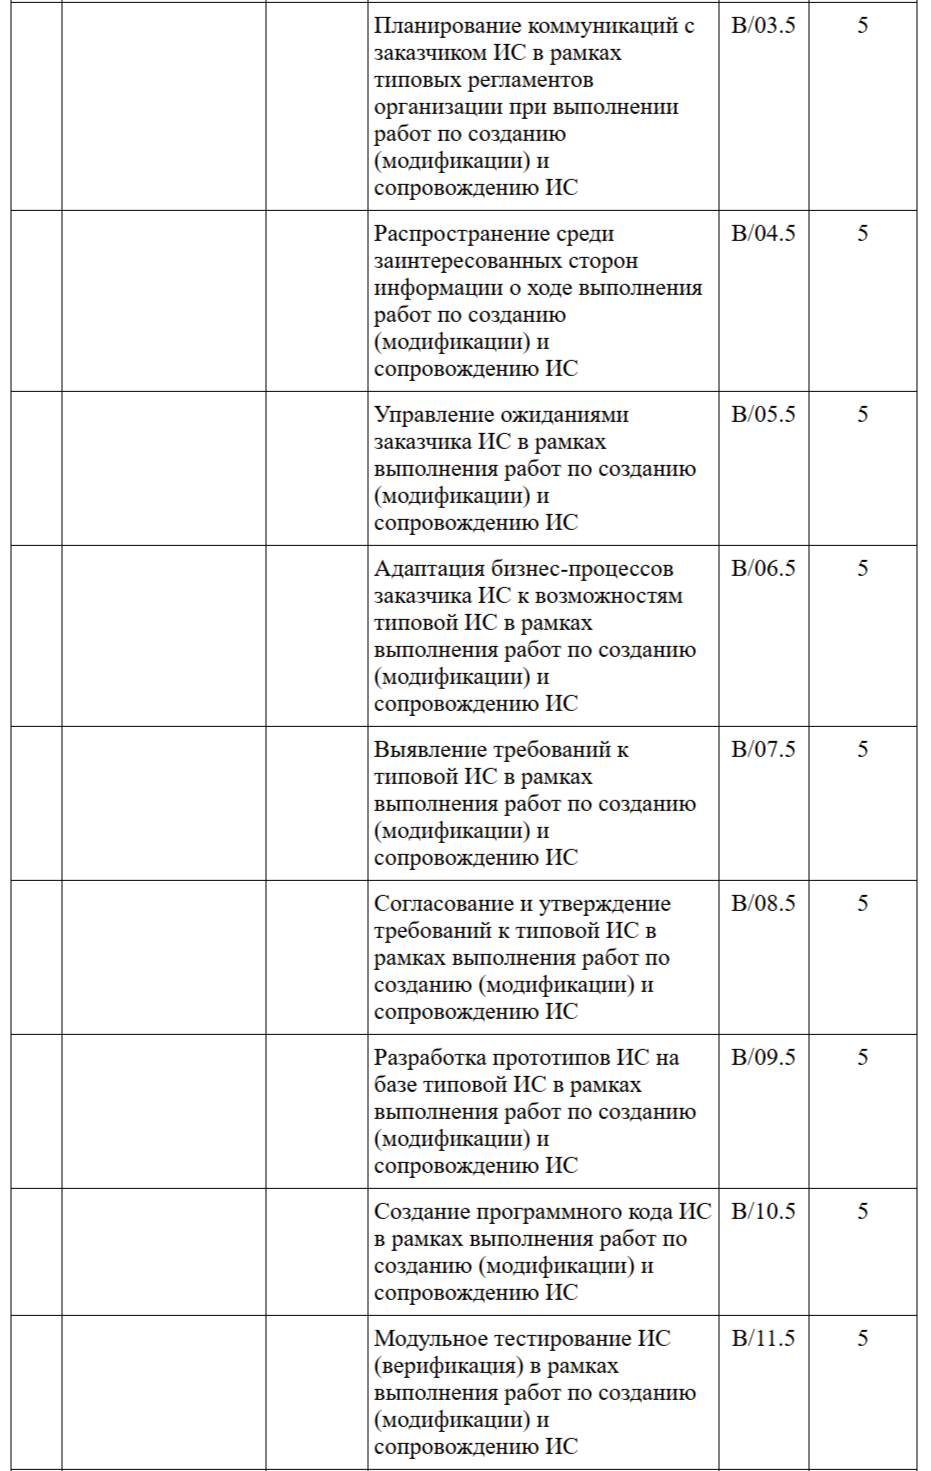 Планирование коммуникаций с B/03.5 5
заказчиком ИС в рамках
типовых регламентов
организации при выполнении
работ по созданию
(модификации) и
сопровождению ИС
Распространение среди B/04.5 5
заинтересованных сторон
информации о ходе выполнения
работ по созданию
(модификации) и
сопровождению ИС
Управление ожиданиями B/05.5 5
заказчика ИС в рамках
выполнения работ по созданию
(модификации) и
сопровождению ИС
Адаптация бизнес-процессов B/06.5 5
заказчика ИС к возможностям
типовой ИС в рамках
выполнения работ по созданию
(модификации) и
сопровождению ИС
Выявление требований к B/07.5 5
типовой ИС в рамках
выполнения работ по созданию
(модификации) и
сопровождению ИС
Согласование и утверждение B/08.5 5
требований к типовой ИС в
рамках выполнения работ по
созданию (модификации) и
сопровождению ИС
Разработка прототипов ИС на B/09.5 5
базе типовой ИС в рамках
выполнения работ по созданию
(модификации) и
сопровождению ИС
Создание программного кода ИС B/10.5 5
в рамках выполнения работ по
созданию (модификации) и
сопровождению ИС
Модульное тестирование ИС B/11.5 5
(верификация) в рамках
выполнения работ по созданию
(модификации) и
сопровождению ИС